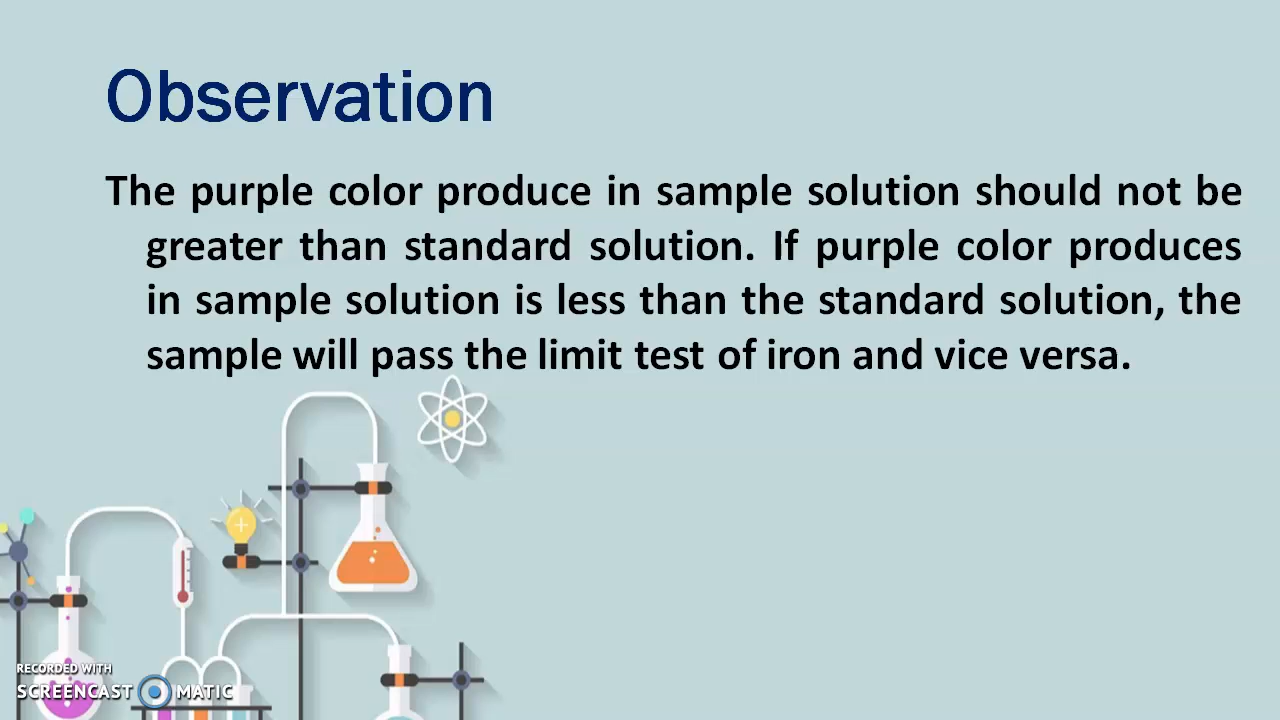 Observation
The purple color produce in sample solution should not be
greater than standard solution. If purple color produces
in sample solution is less than the standard solution, the
sample will pass the limit test of iron and vice versa.
RECORDED WITH
SCREENCAST MATIC